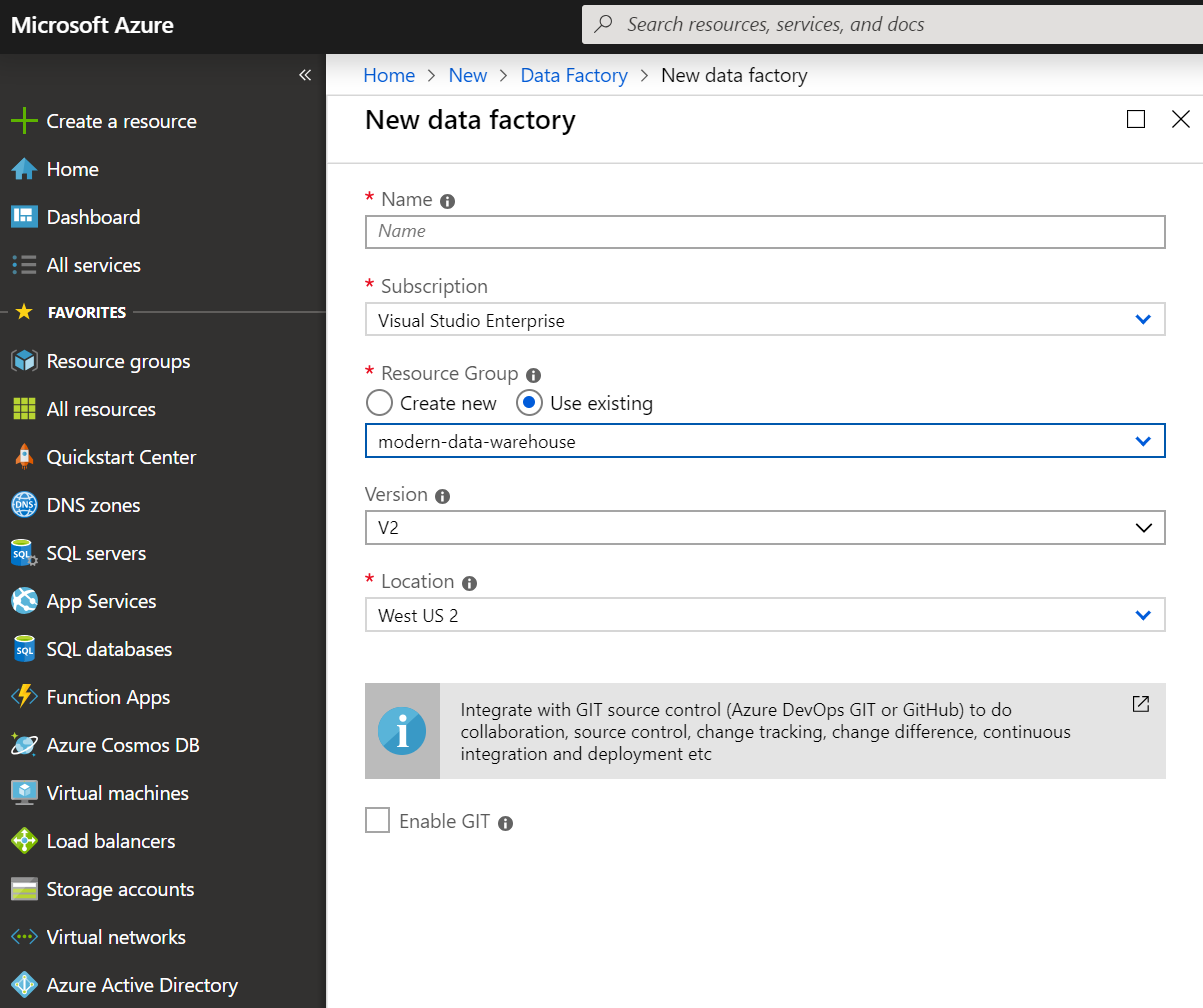 Microsoft Azure
Search resources, services, and docs
«
Create a resource
Home
Dashboard
All services
FAVORITES
Resource groups
All resources
Quickstart Center
DNS zones
SQL servers
App Services
SQL databases
Function Apps
Azure Cosmos DB
Virtual machines
Load balancers
Storage accounts
Virtual networks
Azure Active Directory
Home > New > Data Factory > New data factory
New data factory
* Name
Name
* Subscription
Visual Studio Enterprise
* Resource Group
Create new Use existing
modern-data-warehouse
Version
V2
* Location
West US 2
Integrate with GIT source control (Azure DevOps GIT or GitHub) to do
collaboration, source control, change tracking, change difference, continuous
integration and deployment etc
Enable GIT